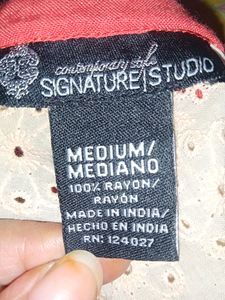 contemporary style
SIGNATURE|STUDIO
MEDIUM/
MEDIANO
100% RAYON/
RAYÓN
MADE IN INDIA/
HECHO EN INDIA
RN: 124027